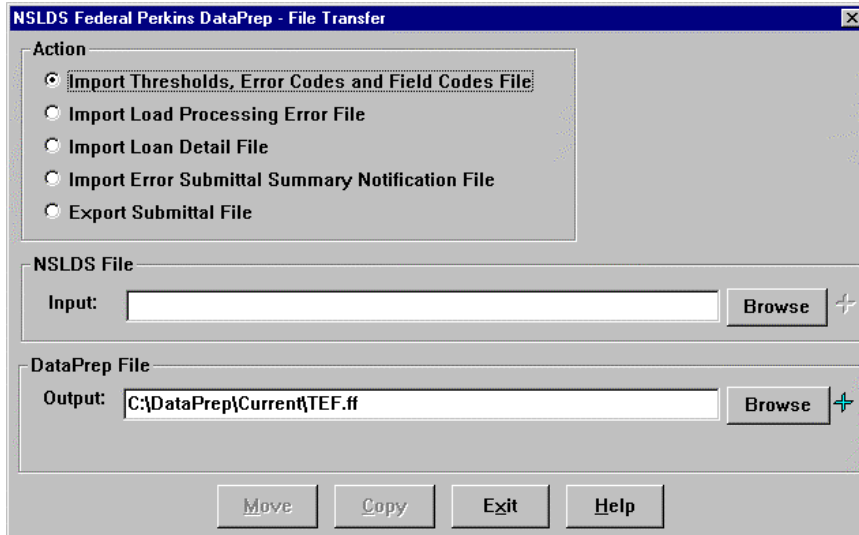 NSLDS Federal Perkins DataPrep - File Transfer
Action
Import Thresholds, Error Codes and Field Codes File
Import Load Processing Error File
Import Loan Detail File
Import Error Submittal Summary Notification File
Export Submittal File
NSLDS File
Input:
Browse
DataPrep File
Output: C:\DataPrep\Current\TEF.ff Browse
Move Copy Exit Help